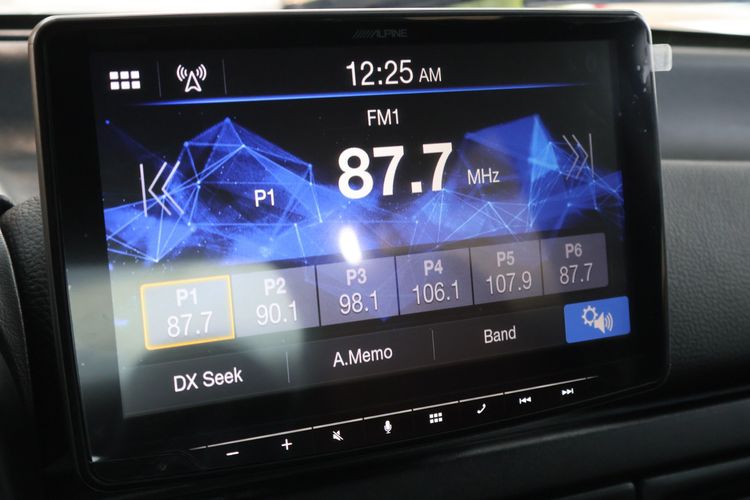 ALPINE
12:25 AM
FM1
P1 87.7 MHz
P1 P2 P3 P4 P5 P6
87.7 90.1 98.1 106.1 107.9 87.7
DX Seek A.Memo Band